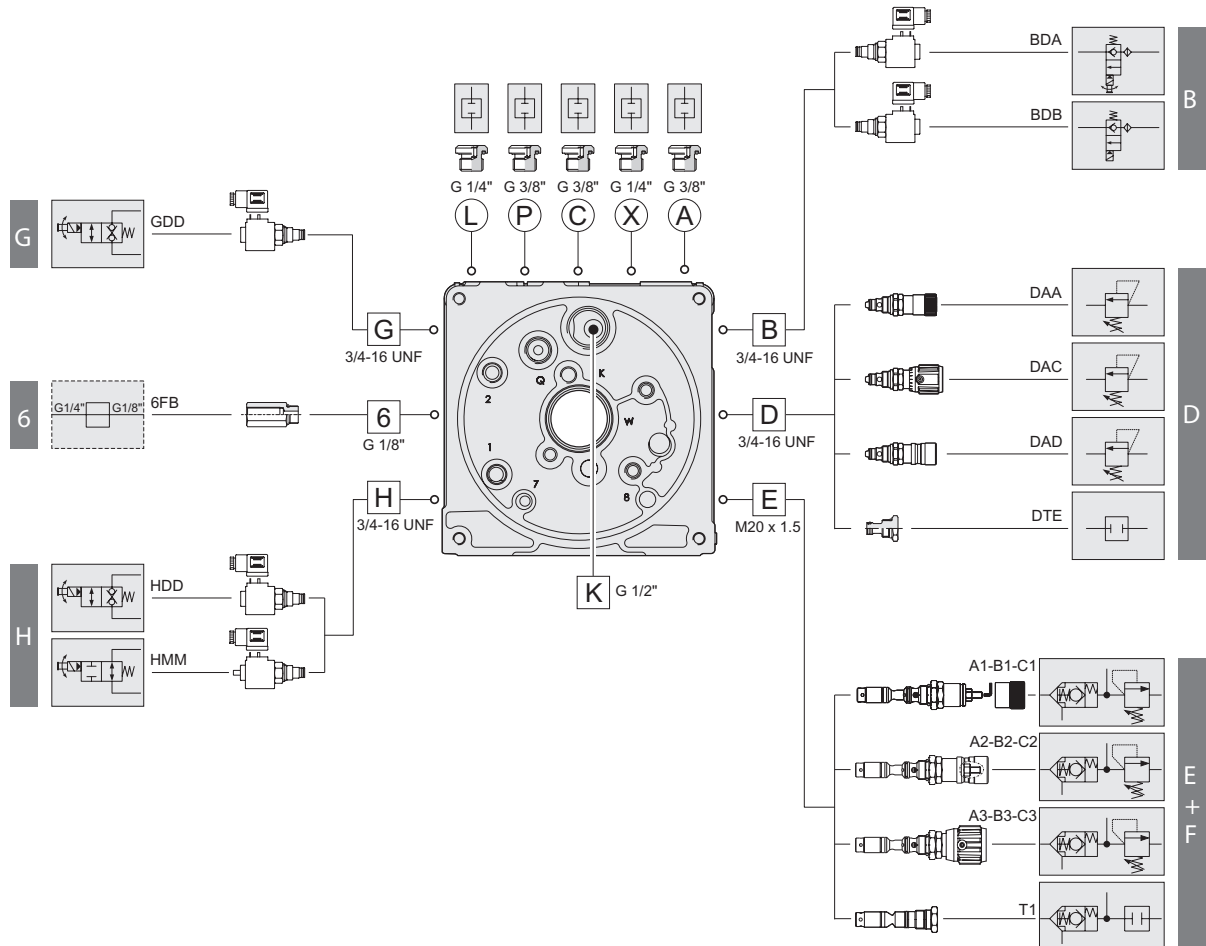 BDA
BDB
B
G 1/4" G 3/8" G 3/8" G 1/4" G 3/8"
L P C X A
G
GDD
G
3/4-16 UNF
B
3/4-16 UNF
DAA
DAC
DAD
DTE
D
6
G1/4" G1/8"
6FB
6
G 1/8"
D
3/4-16 UNF
H
3/4-16 UNF
E
M20 x 1.5
Q
K
2
W
1
7
8
K G 1/2"
H
HDD
HMM
A1-B1-C1
A2-B2-C2
A3-B3-C3
T1
E
+
F